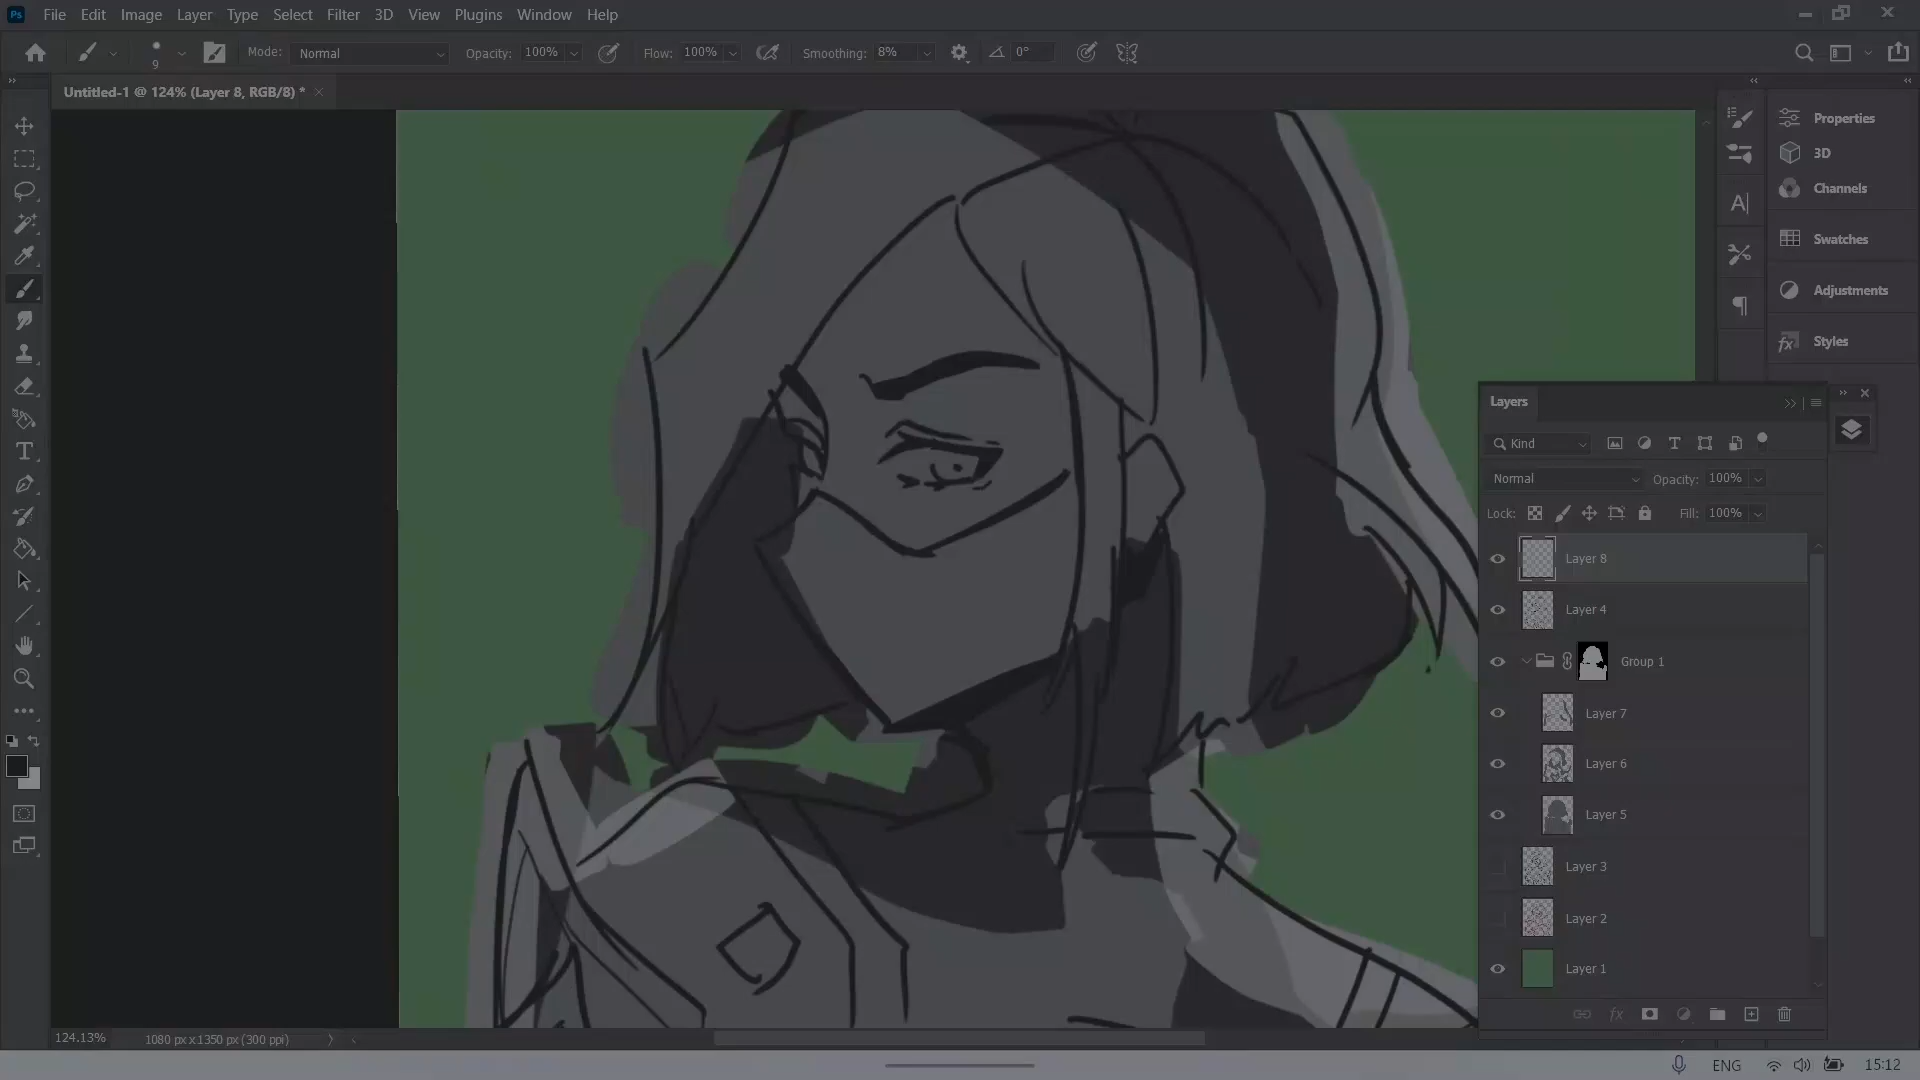 Ps File Edit Image Layer Type Select Filter 3D View Plugins Window Help
9 Mode: Normal Opacity: 100% Flow: 100% Smoothing: 8% 0°
Untitled-1 @ 124% (Layer 8, RGB/8) *
Properties
3D
Channels
Swatches
Adjustments
Styles
Layers
Kind
Normal Opacity: 100%
Lock: Fill: 100%
Layer 8
Layer 4
Group 1
Layer 7
Layer 6
Layer 5
Layer 3
Layer 2
Layer 1
fx
124.13% 1080 px x 1350 px (300 ppi)
ENG 15:12